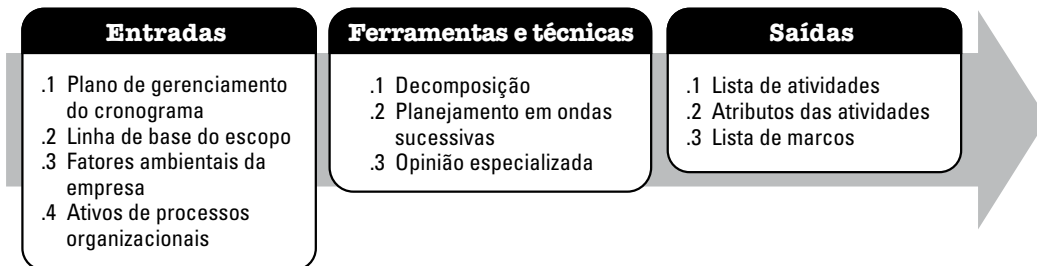 Entradas
.1 Plano de gerenciamento
do cronograma
.2 Linha de base do escopo
.3 Fatores ambientais da
empresa
.4 Ativos de processos
organizacionais
Ferramentas e técnicas
.1 Decomposição
.2 Planejamento em ondas
sucessivas
.3 Opinião especializada
Saídas
.1 Lista de atividades
.2 Atributos das atividades
.3 Lista de marcos